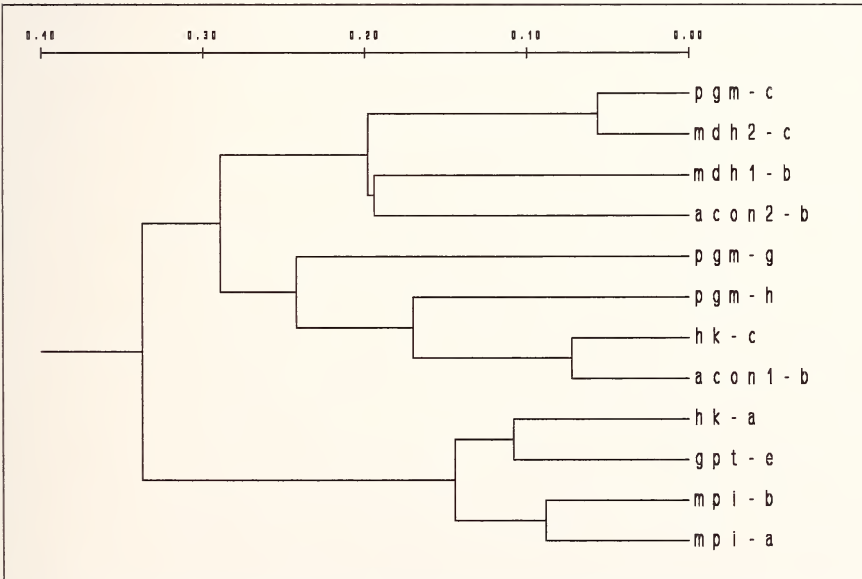 0.40 0.30 0.20 0.10 0.00
pgm-c
mdh2-c
mdh1-b
acon2-b
pgm-g
pgm-h
hk-c
acon1-b
hk-a
gpt-e
mpi-b
mpi-a